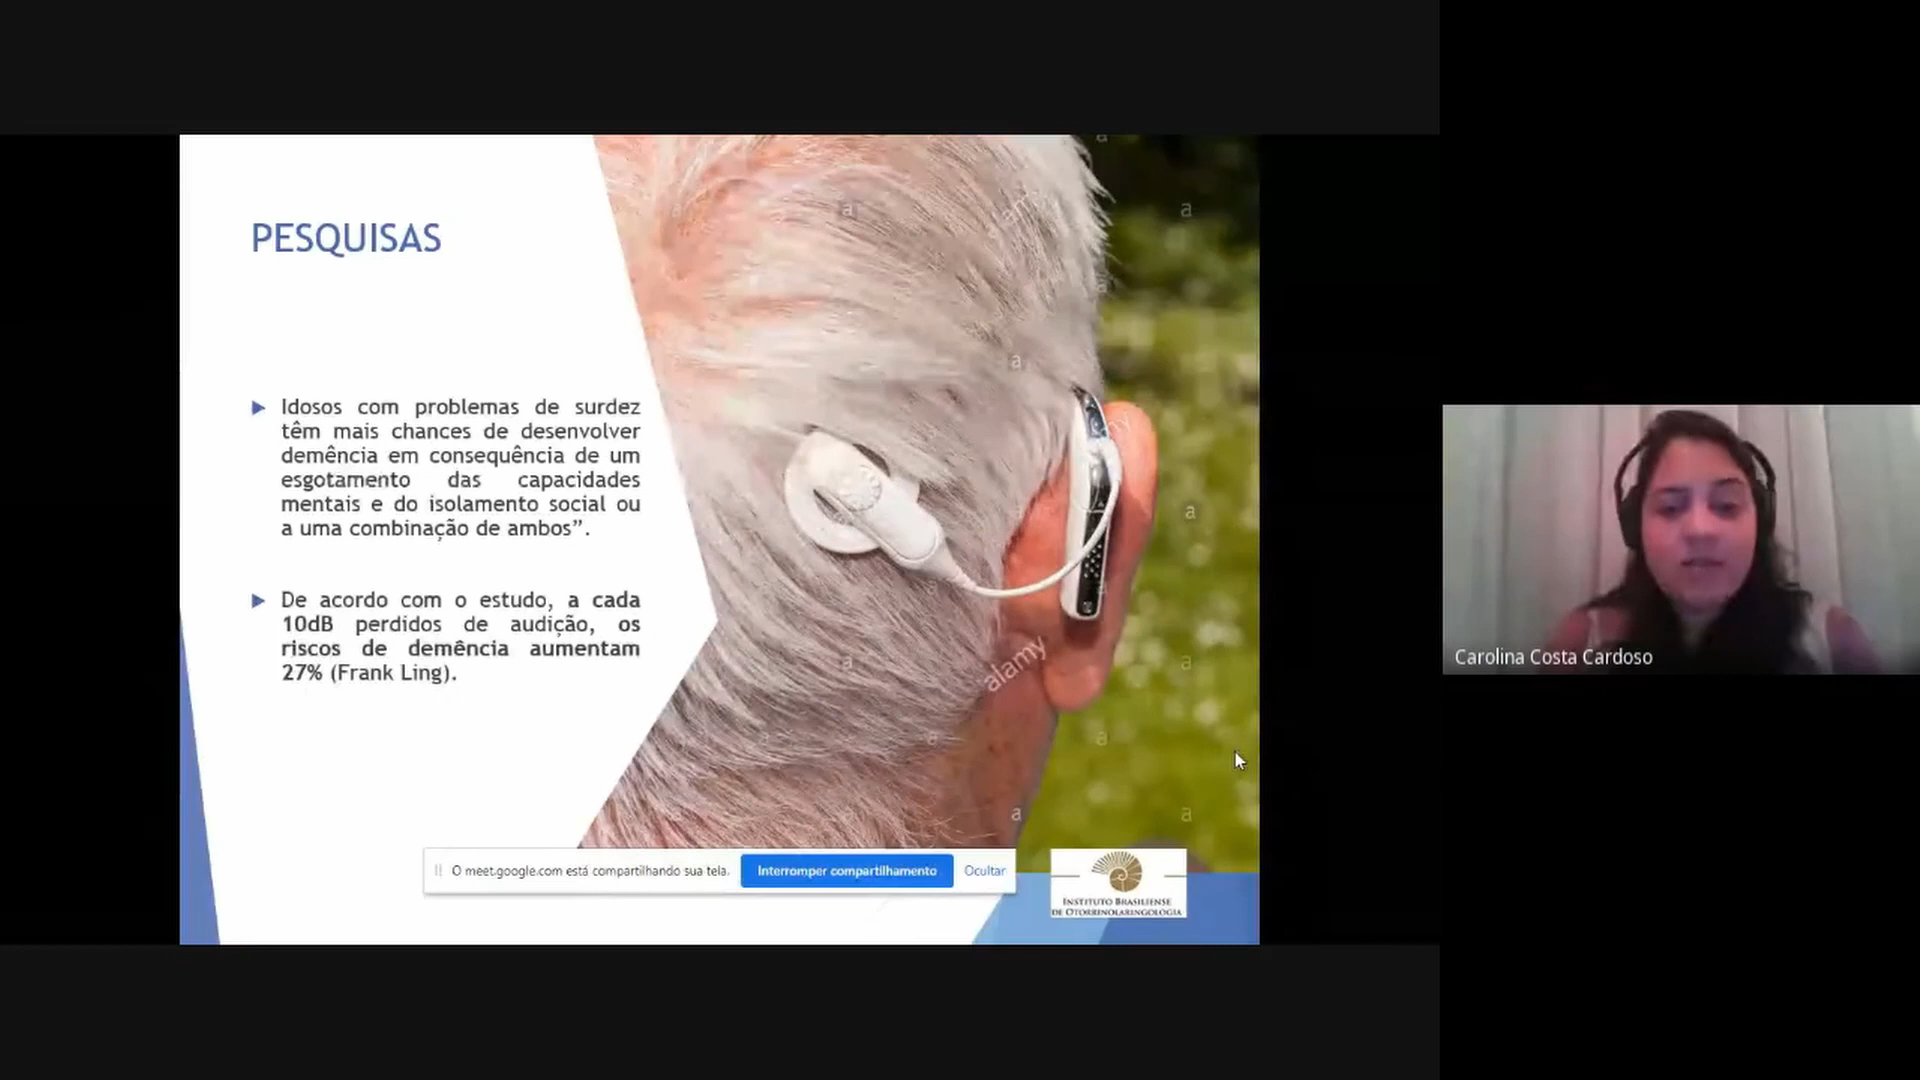 PESQUISAS
Idosos com problemas de surdez
têm mais chances de desenvolver
demência em consequência de um
esgotamento das capacidades
mentais e do isolamento social ou
a uma combinação de ambos”.
De acordo com o estudo, a cada
10dB perdidos de audição, os
riscos de demência aumentam
27% (Frank Ling).
alamy
alamy
a
a
a
a
a
a
a
a
a
a
a
a
O meet.google.com está compartilhando sua tela.
Interromper compartilhamento
Ocultar
INSTITUTO BRASILIENSE
DE OTORRINOLARINGOLOGIA
Carolina Costa Cardoso